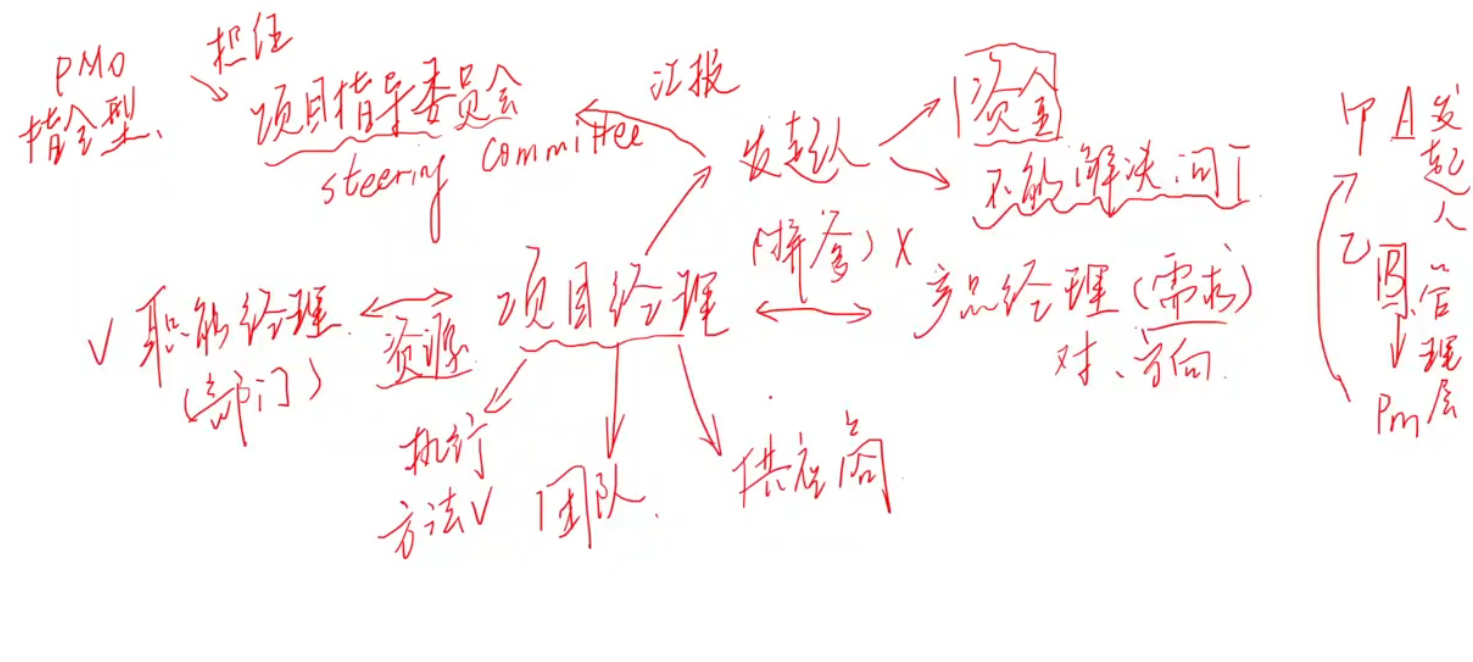 PMO
指令型、
担任
项目指导委员会
steering committee
汇报
发起人
资金
不能解决问T
甲 A 发起人
乙 B 管理层
Pm
(拼爹) X
√ 职能经理
(部门)
资源
项目经理
产品经理 (需求)
对、方向
执行
方法√
团队
供应商